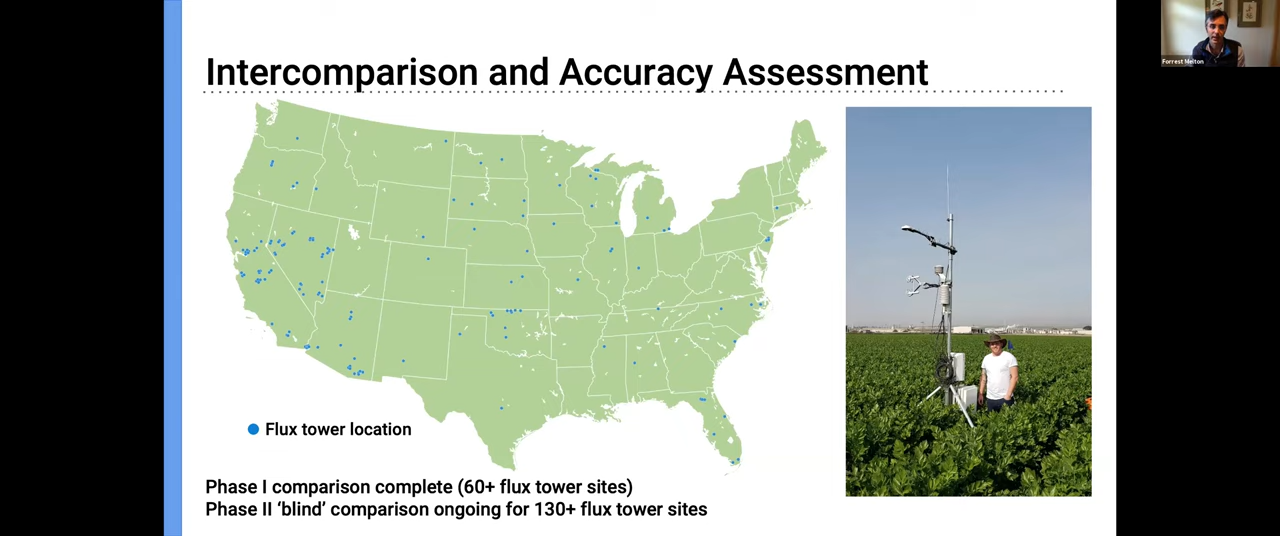 Intercomparison and Accuracy Assessment
Forrest Melton
Flux tower location
Phase I comparison complete (60+ flux tower sites)
Phase II ‘blind’ comparison ongoing for 130+ flux tower sites